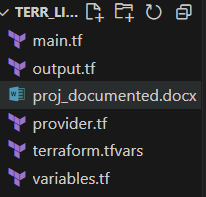 TERR_LI...
main.tf
output.tf
proj_documented.docx
provider.tf
terraform.tfvars
variables.tf